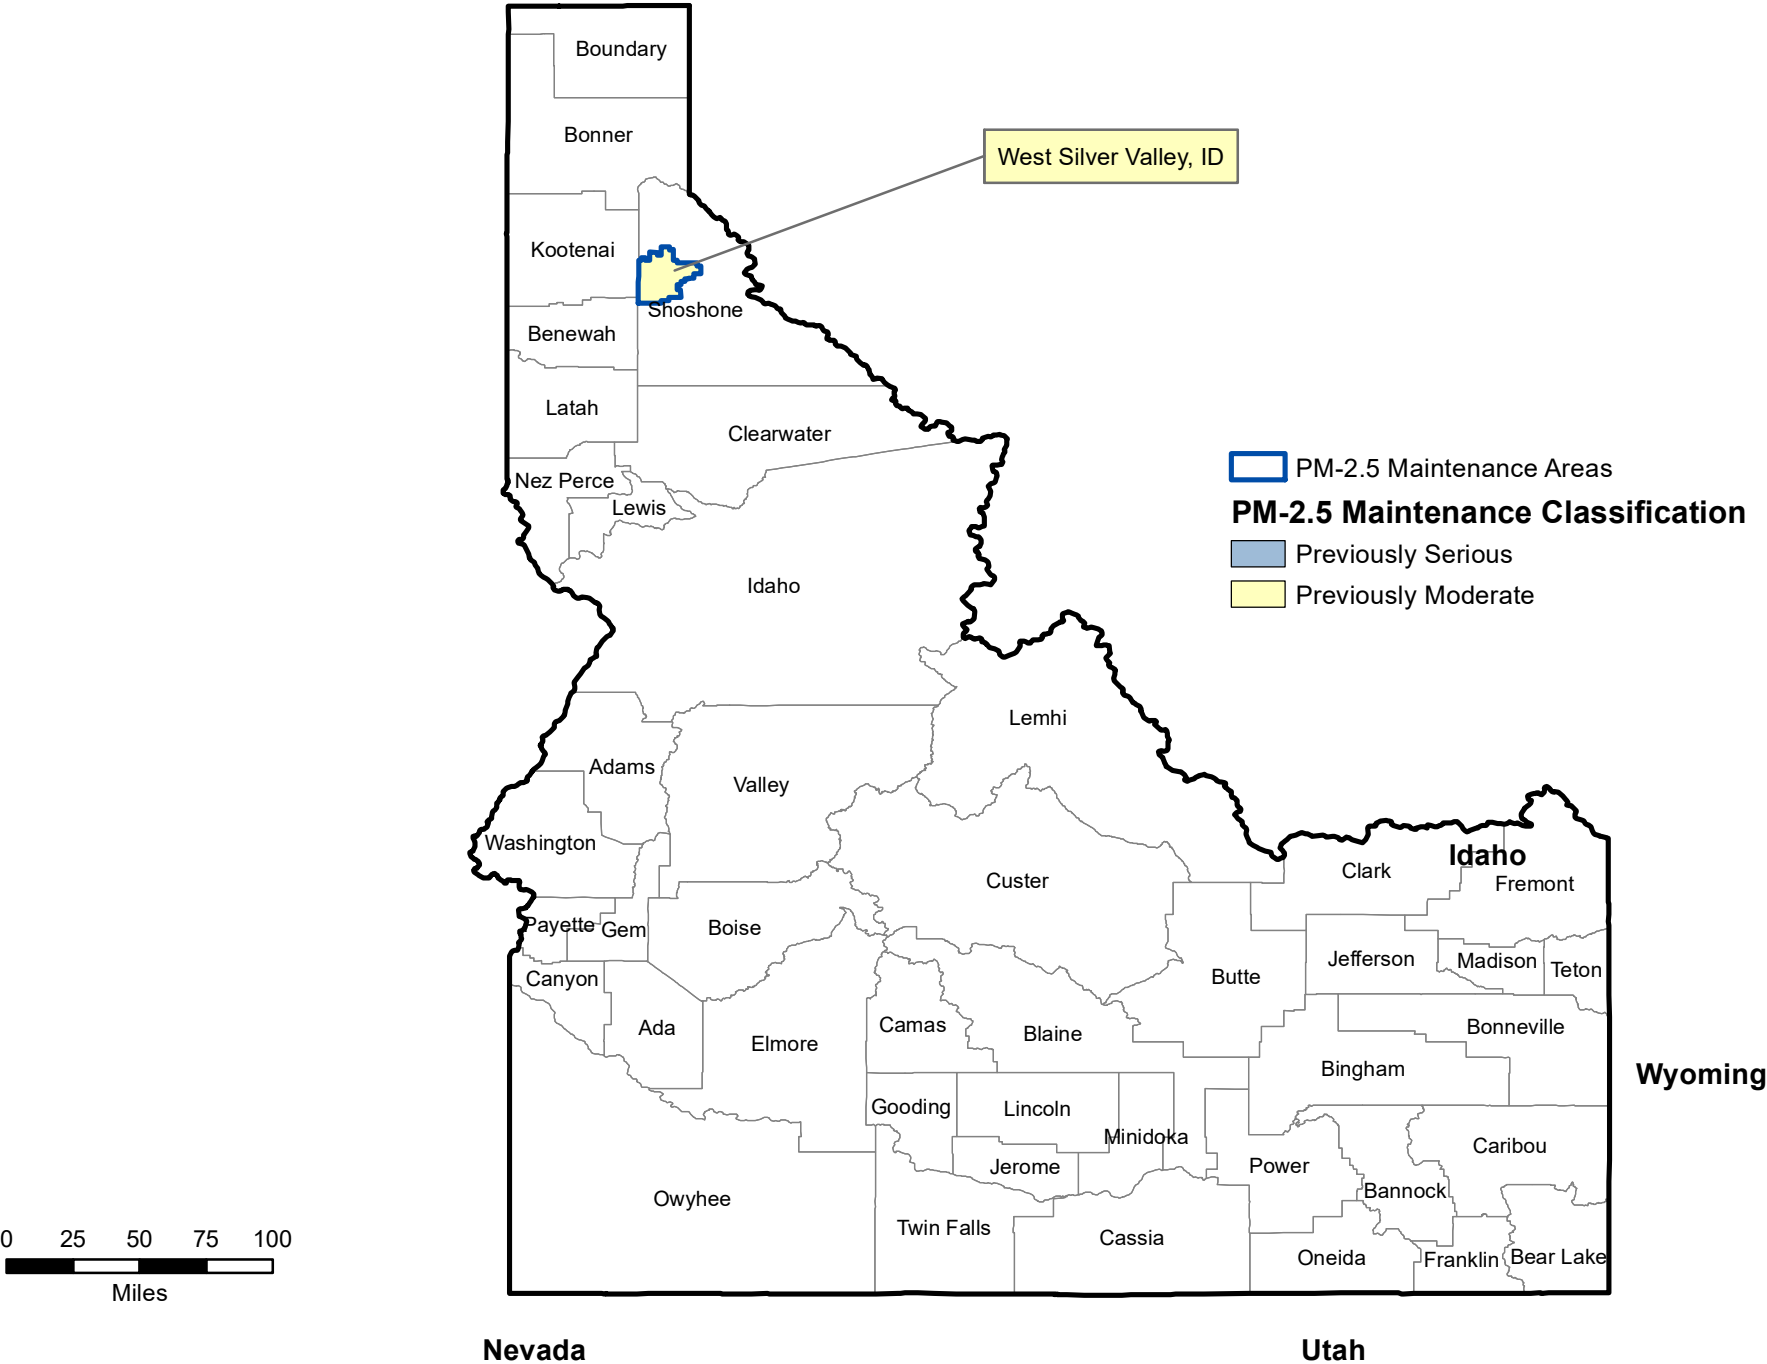 Boundary
Bonner
West Silver Valley, ID
Kootenai
Shoshone
Benewah
Latah
Clearwater
Nez Perce
Lewis
Idaho
PM-2.5 Maintenance Areas
PM-2.5 Maintenance Classification
Previously Serious
Previously Moderate
Lemhi
Adams
Valley
Washington
Custer
Clark
Idaho
Fremont
Payette
Gem
Boise
Jefferson
Madison
Teton
Canyon
Butte
Ada
Elmore
Camas
Blaine
Bonneville
Bingham
Wyoming
Gooding
Lincoln
Minidoka
Caribou
Jerome
Power
Bannock
Owyhee
Twin Falls
Cassia
Oneida
Franklin
Bear Lake
0 25 50 75 100
Miles
Nevada
Utah